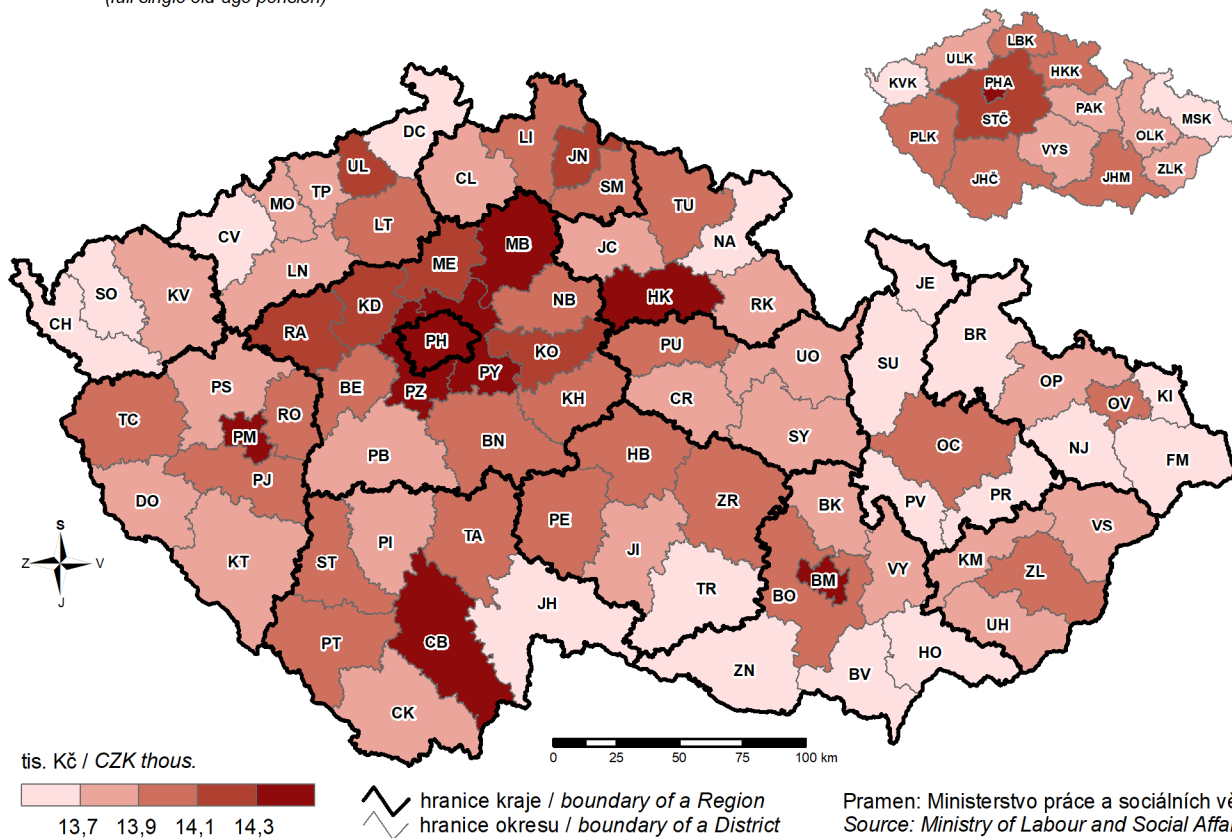 (full single old-age pension)
LBK
ULK
HKK
KVK
PHA
PAK
MSK
STČ
PLK
OLK
VYS
ZLK
JHČ
JHM
DC
LI
UL
JN
CL
SM
TP
MO
TU
LT
CV
MB
JC
NA
ME
LN
SO
KV
NB
HK
RK
JE
KD
CH
RA
BR
PH
PU
KO
UO
SU
PY
PS
BE
PZ
OP
KI
KH
CR
OV
TC
RO
PM
BN
SY
OC
NJ
FM
PB
HB
PJ
PR
DO
ZR
PV
BK
PE
VS
S
TA
PI
JI
Z
V
KT
ST
KM
VY
ZL
BM
TR
BO
J
JH
UH
CB
PT
HO
ZN
BV
CK
0 25 50 75 100 km
tis. Kč / CZK thous.
13,7 13,9 14,1 14,3
hranice kraje / boundary of a Region
hranice okresu / boundary of a District
Pramen: Ministerstvo práce a sociálních vě
Source: Ministry of Labour and Social Affa